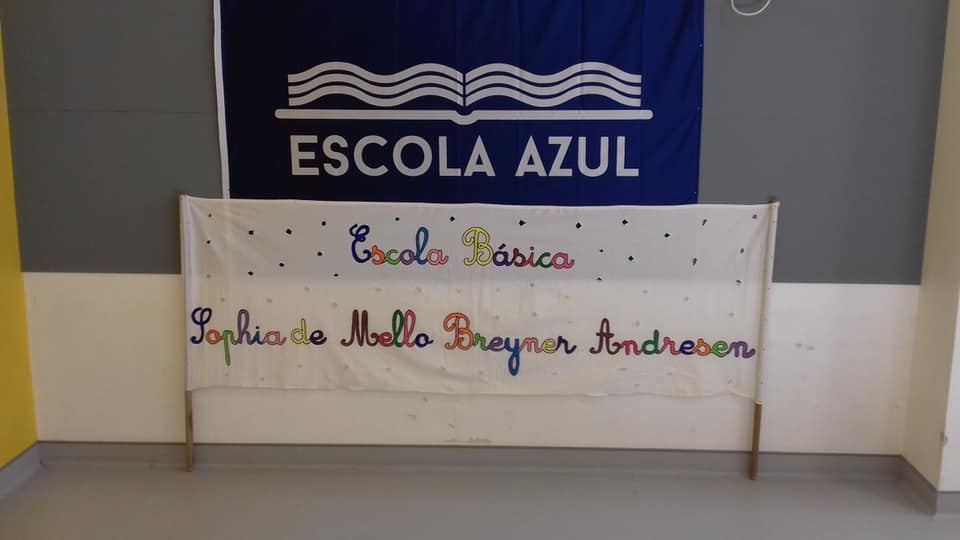 ESCOLA AZUL
Escola Básica
Sophia de Mello Breyner Andresen